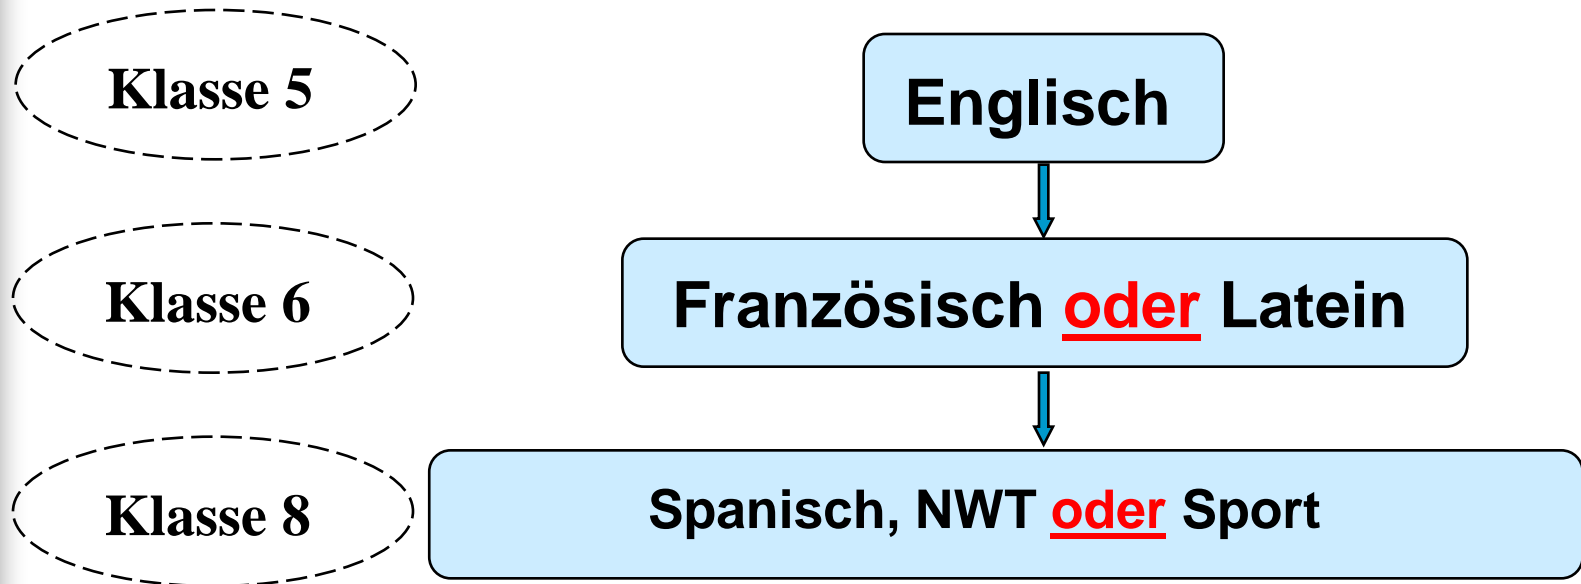 Klasse 5
Englisch
Klasse 6
Französisch oder Latein
Klasse 8
Spanisch, NWT oder Sport